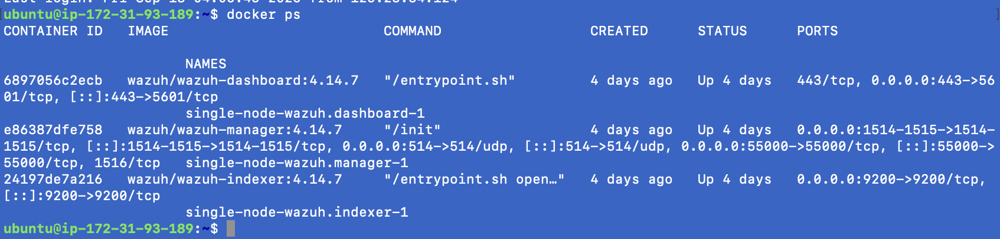 ubuntu@ip-172-31-93-189:~$ docker ps
CONTAINER ID   IMAGE                          COMMAND                  CREATED      STATUS      PORTS
                      NAMES
6897056c2ecb   wazuh/wazuh-dashboard:4.14.7   "/entrypoint.sh"         4 days ago   Up 4 days   443/tcp, 0.0.0.0:443->56
01/tcp, [::]:443->5601/tcp
                      single-node-wazuh.dashboard-1
e86387dfe758   wazuh/wazuh-manager:4.14.7     "/init"                  4 days ago   Up 4 days   0.0.0.0:1514-1515->1514-
1515/tcp, [::]:1514-1515->1514-1515/tcp, 0.0.0.0:514->514/udp, [::]:514->514/udp, 0.0.0.0:55000->55000/tcp, [::]:55000->
55000/tcp, 1516/tcp   single-node-wazuh.manager-1
24197de7a216   wazuh/wazuh-indexer:4.14.7     "/entrypoint.sh open…"   4 days ago   Up 4 days   0.0.0.0:9200->9200/tcp,
[::]:9200->9200/tcp
                      single-node-wazuh.indexer-1
ubuntu@ip-172-31-93-189:~$